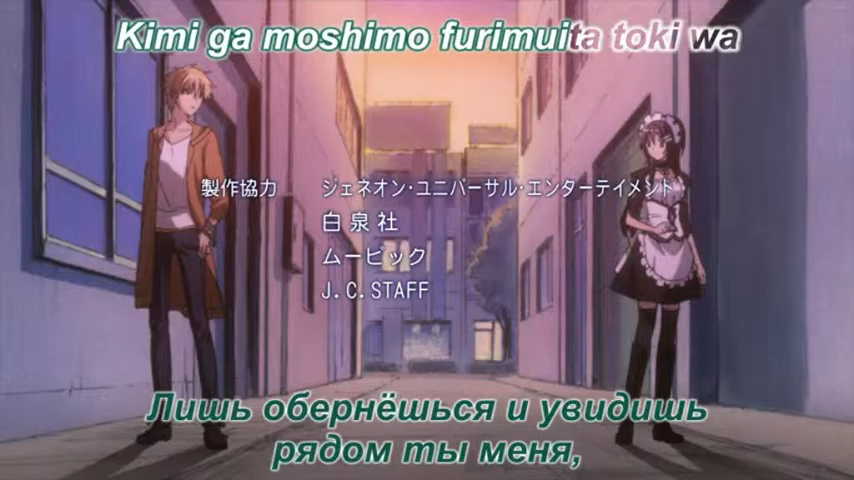 Kimi ga moshimo furimuita toki wa
製作協力 ジェネオン・ユニバーサル・エンターテイメント
白泉社
ムービック
J.C.STAFF
Лишь обернёшься и увидишь
рядом ты меня,